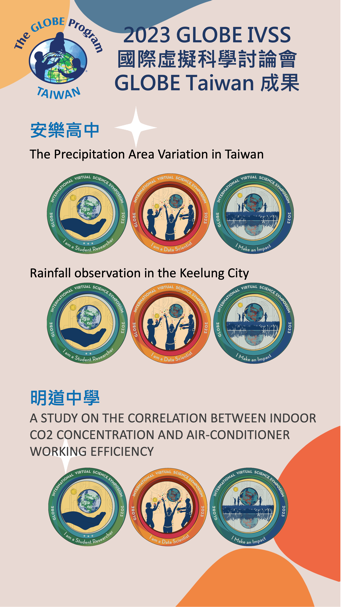 The GLOBE Program
TAIWAN
2023 GLOBE IVSS
國際虛擬科學討論會
GLOBE Taiwan 成果
安樂高中
The Precipitation Area Variation in Taiwan
INTERNATIONAL VIRTUAL SCIENCE SYMPOSIUM
GLOBE
2023
I am a Student Researcher
INTERNATIONAL VIRTUAL SCIENCE SYMPOSIUM
GLOBE
2023
I am a Data Scientist
INTERNATIONAL VIRTUAL SCIENCE SYMPOSIUM
GLOBE
2023
I Make an Impact
Rainfall observation in the Keelung City
INTERNATIONAL VIRTUAL SCIENCE SYMPOSIUM
GLOBE
2023
I am a Student Researcher
INTERNATIONAL VIRTUAL SCIENCE SYMPOSIUM
GLOBE
2023
I am a Data Scientist
INTERNATIONAL VIRTUAL SCIENCE SYMPOSIUM
GLOBE
2023
I Make an Impact
明道中學
A STUDY ON THE CORRELATION BETWEEN INDOOR
CO2 CONCENTRATION AND AIR-CONDITIONER
WORKING EFFICIENCY
INTERNATIONAL VIRTUAL SCIENCE SYMPOSIUM
GLOBE
2023
I am a Student Researcher
INTERNATIONAL VIRTUAL SCIENCE SYMPOSIUM
GLOBE
2023
I am a Data Scientist
INTERNATIONAL VIRTUAL SCIENCE SYMPOSIUM
GLOBE
2023
I Make an Impact